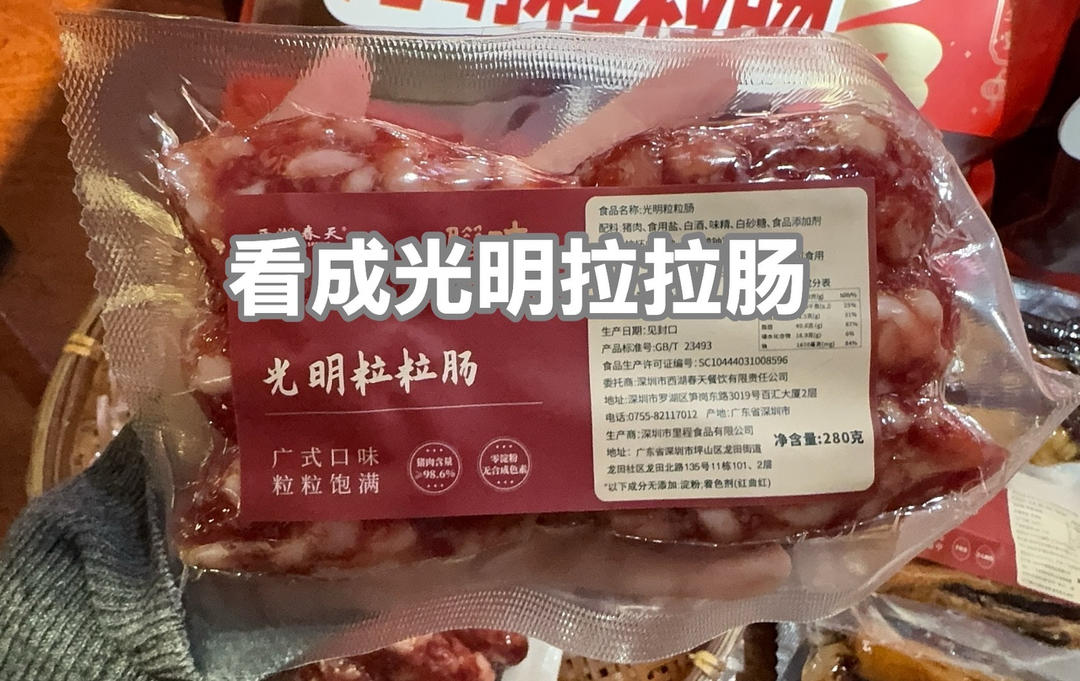 看成光明拉拉肠
光明粒粒肠
广式口味
粒粒饱满
猪肉含量
≥98.6%
零淀粉
无合成色素
食品名称:光明粒粒肠
配料:猪肉、食用盐、白酒、味精、白砂糖、食品添加剂
食用
分表
生产日期:见封口
产品标准号:GB/T 23493
食品生产许可证编号:SC10444031008596
委托商:深圳市西湖春天餐饮有限责任公司
地址:深圳市罗湖区笋岗东路3019号百汇大厦2层
电话:0755-82117012 产地:广东省深圳市
生产商:深圳市里程食品有限公司
净含量:280克
地址:广东省深圳市坪山区龙田街道
龙田社区龙田北路135号11栋101、2层
*以下成分无添加:淀粉;着色剂(红曲红)